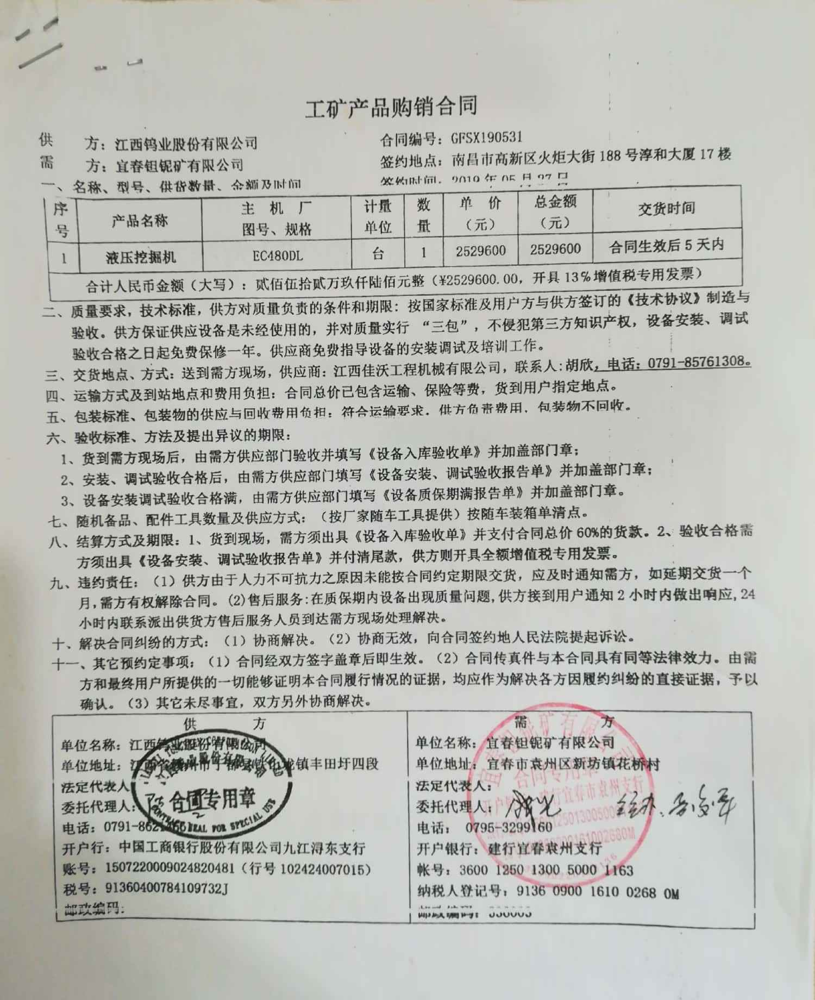 工矿产品购销合同
供 方：江西钨业股份有限公司
合同编号：GFSX190531
需 方：宜春钽铌矿有限公司
签约地点：南昌市高新区火炬大街 188 号淳和大厦 17 楼
一、名称、型号、供货数量、金额及时间
签约时间：2019 年 05 月 27 日
序号 产品名称 主 机 厂 图号、规格 计量单位 数量 单 价（元） 总金额（元） 交货时间
1 液压挖掘机 EC480DL 台 1 2529600 2529600 合同生效后 5 天内
合计人民币金额（大写）：贰佰伍拾贰万玖仟陆佰元整（¥2529600.00，开具 13%增值税专用发票）
二、质量要求，技术标准，供方对质量负责的条件和期限：按国家标准及用户方与供方签订的《技术协议》制造与
验收。供方保证供应设备是未经使用的，并对质量实行 “三包”，不侵犯第三方知识产权，设备安装、调试
验收合格之日起免费保修一年。供应商免费指导设备的安装调试及培训工作。
三、交货地点、方式：送到需方现场，供应商：江西佳沃工程机械有限公司，联系人：胡欣，电话：0791-85761308。
四、运输方式及到站地点和费用负担：合同总价已包含运输、保险等费，货到用户指定地点。
五、包装标准、包装物的供应与回收费用负担：符合运输要求，供方负责费用，包装物不回收。
六、验收标准、方法及提出异议的期限：
1、货到需方现场后，由需方供应部门验收并填写《设备入库验收单》并加盖部门章；
2、安装、调试验收合格后，由需方供应部门填写《设备安装、调试验收报告单》并加盖部门章；
3、设备安装调试验收合格满，由需方供应部门填写《设备质保期满报告单》并加盖部门章。
七、随机备品、配件工具数量及供应方式：（按厂家随车工具提供）按随车装箱单清点。
八、结算方式及期限：1、货到现场，需方须出具《设备入库验收单》并支付合同总价 60%的货款。2、验收合格需
方须出具《设备安装、调试验收报告单》并付清尾款，供方则开具全额增值税专用发票。
九、违约责任：（1）供方由于人力不可抗力之原因未能按合同约定期限交货，应及时通知需方，如延期交货一个
月，需方有权解除合同。(2)售后服务：在质保期内设备出现质量问题，供方接到用户通知 2 小时内做出响应，24
小时内联系派出供货方售后服务人员到达需方现场处理解决。
十、解决合同纠纷的方式：（1）协商解决。（2）协商无效，向合同签约地人民法院提起诉讼。
十一、其它预约定事项：（1）合同经双方签字盖章后即生效。（2）合同传真件与本合同具有同等法律效力。由需
方和最终用户所提供的一切能够证明本合同履行情况的证据，均应作为解决各方因履约纠纷的直接证据，予以
确认。（3）其它未尽事宜，双方另外协商解决。
供 方
单位名称：江西钨业股份有限公司
单位地址：江西省赣州市宁都县 镇丰田圩四段
法定代表人
委托代理人：
电话：0791-862
开户行：中国工商银行股份有限公司九江浔东支行
账号：1507220009024820481（行号 102424007015）
税号：91360400784109732J
邮政编码：
合同专用章
CONTRACT SEAL FOR SPECIAL USE
需 方
单位名称：宜春钽铌矿有限公司
单位地址：宜春市袁州区新坊镇花桥村
法定代表人：
委托代理人： 经办：
电话： 0795-3299160
开户银行：建行宜春袁州支行
帐号：3600 1250 1300 5000 1163
纳税人登记号：9136 0900 1610 0268 0M
邮政编码：
宜春钽铌矿有限公司
合同专用章